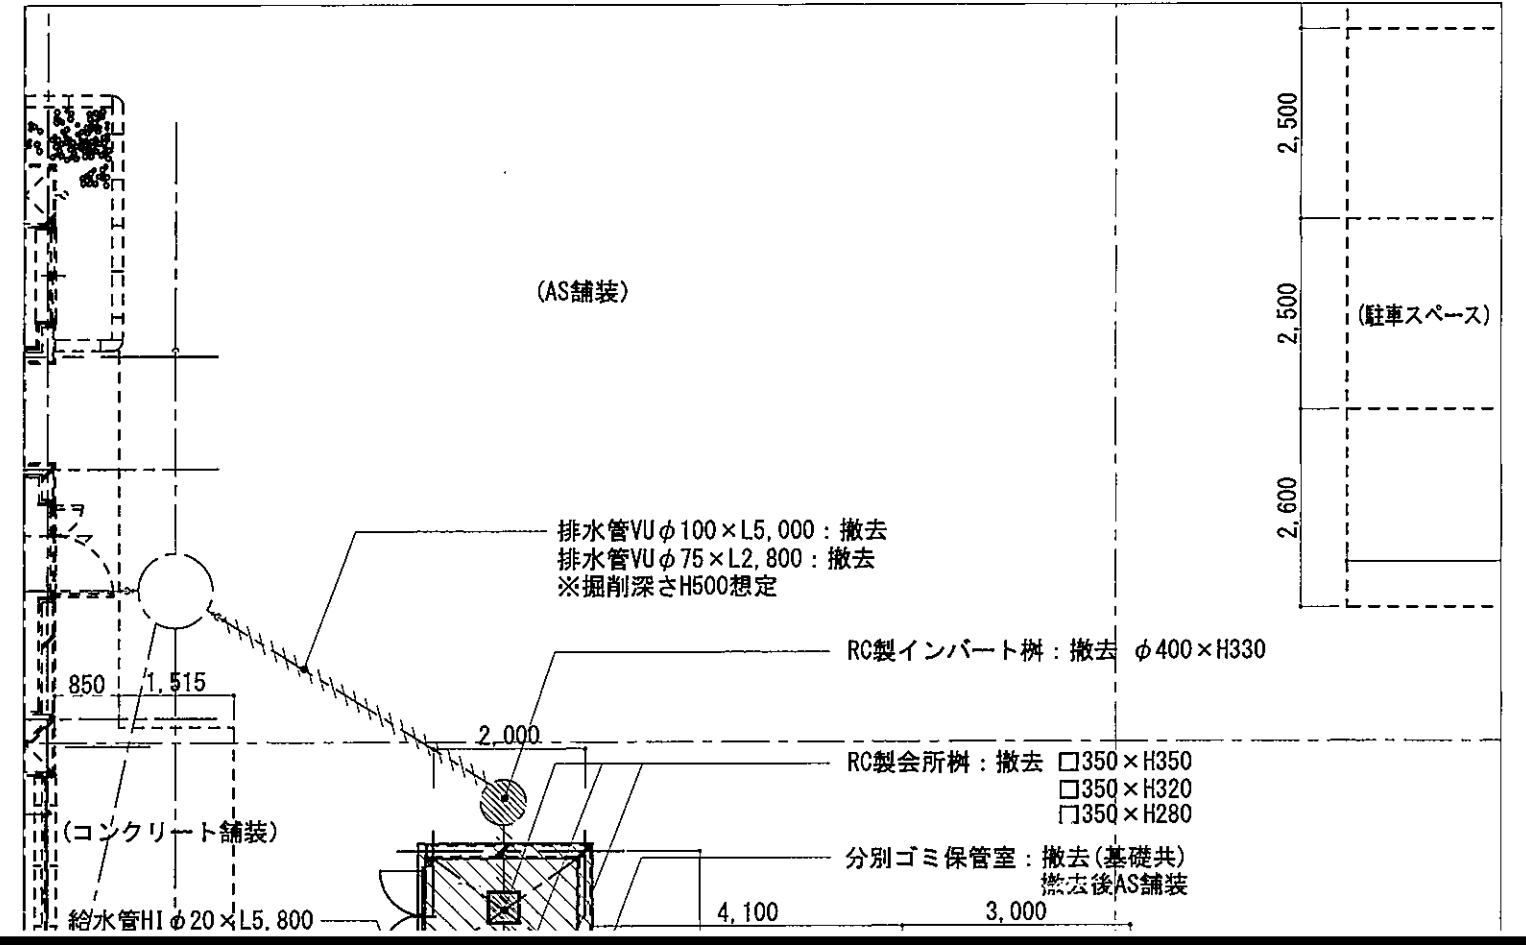 2,500
(AS舗装)
2,500
(駐車スペース)
2,600
排水管VUφ100×L5,000：撤去
排水管VUφ75×L2,800：撤去
※掘削深さH500想定
RC製インバート桝：撤去 φ400×H330
850
1,515
2,000
RC製会所桝：撤去 □350×H350
□350×H320
□350×H280
(コンクリート舗装)
分別ゴミ保管室：撤去(基礎共)
撤去後AS舗装
給水管HIφ20×L5,800
4,100
3,000